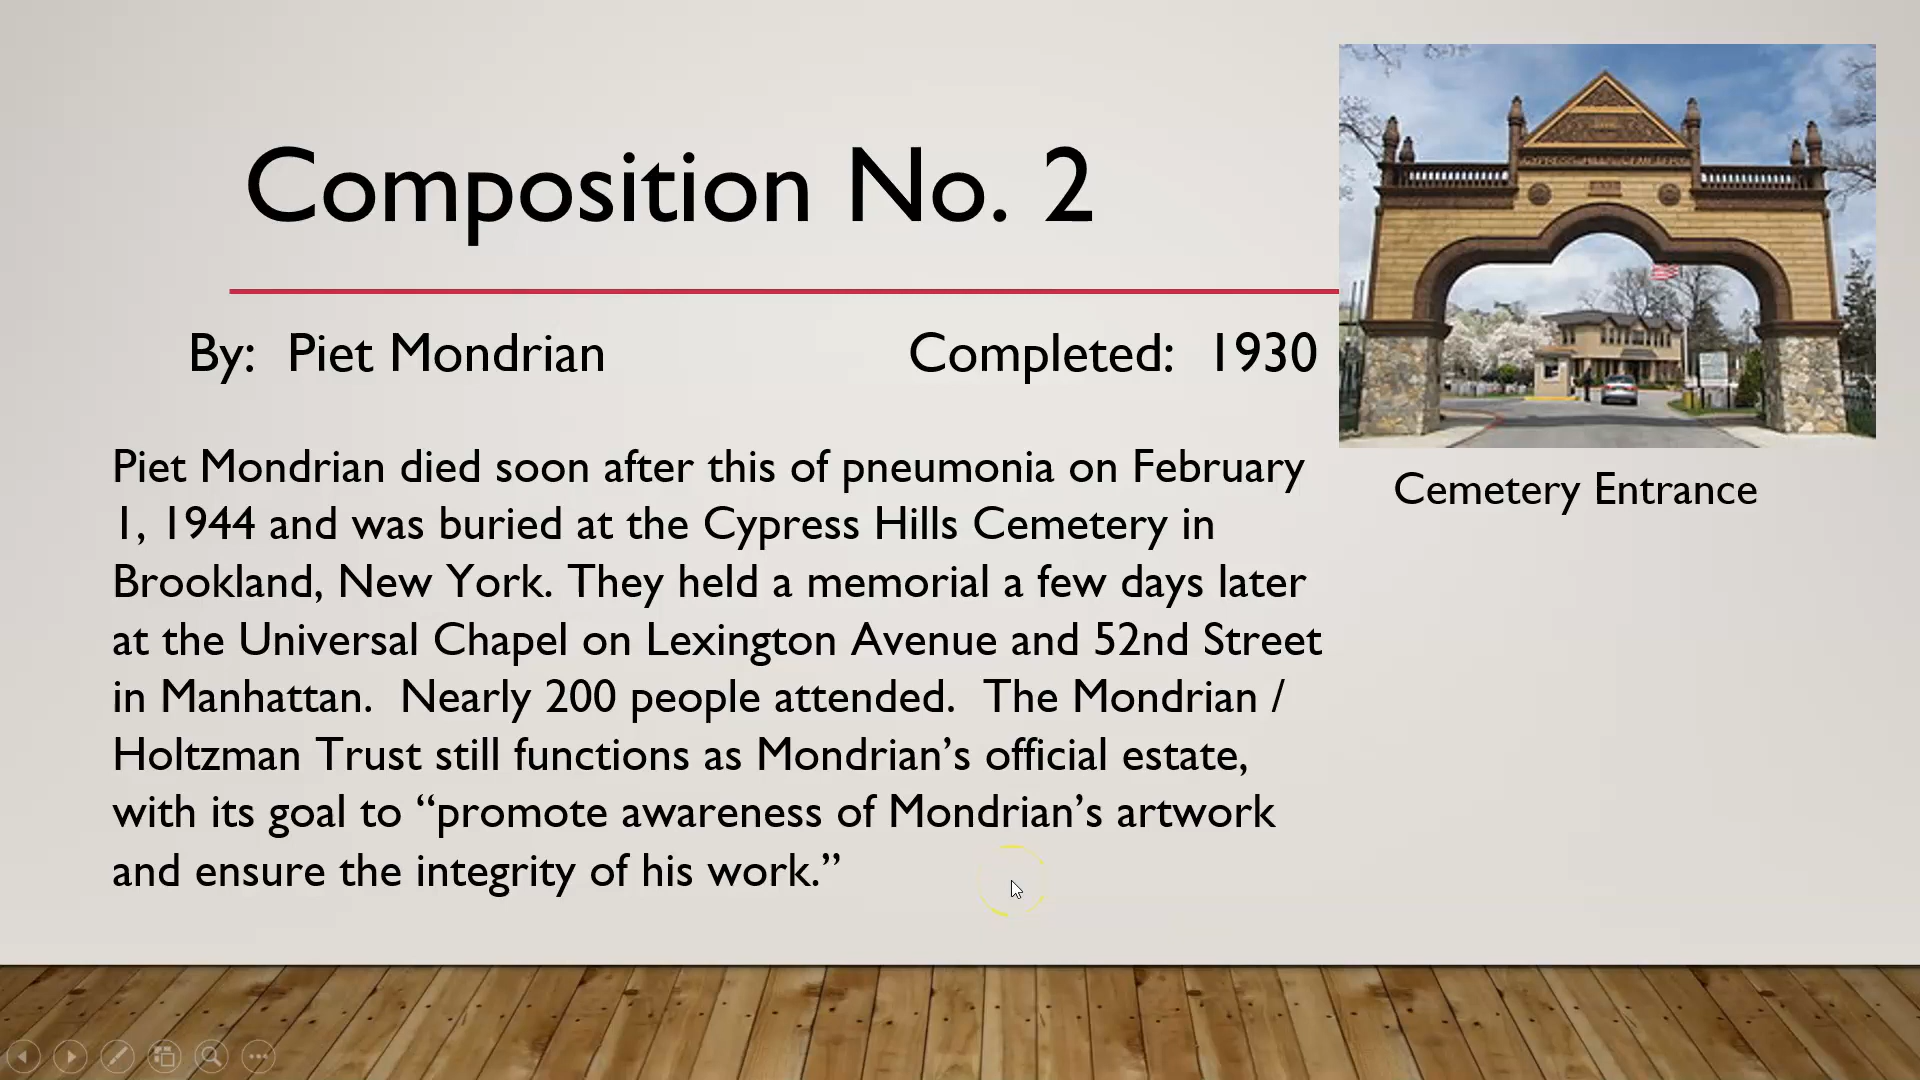 Composition No. 2
By: Piet Mondrian
Completed: 1930
Piet Mondrian died soon after this of pneumonia on February
1, 1944 and was buried at the Cypress Hills Cemetery in
Brookland, New York. They held a memorial a few days later
at the Universal Chapel on Lexington Avenue and 52nd Street
in Manhattan. Nearly 200 people attended. The Mondrian /
Holtzman Trust still functions as Mondrian’s official estate,
with its goal to “promote awareness of Mondrian’s artwork
and ensure the integrity of his work.”
CYPRESS HILLS CEMETERY
Cemetery Entrance